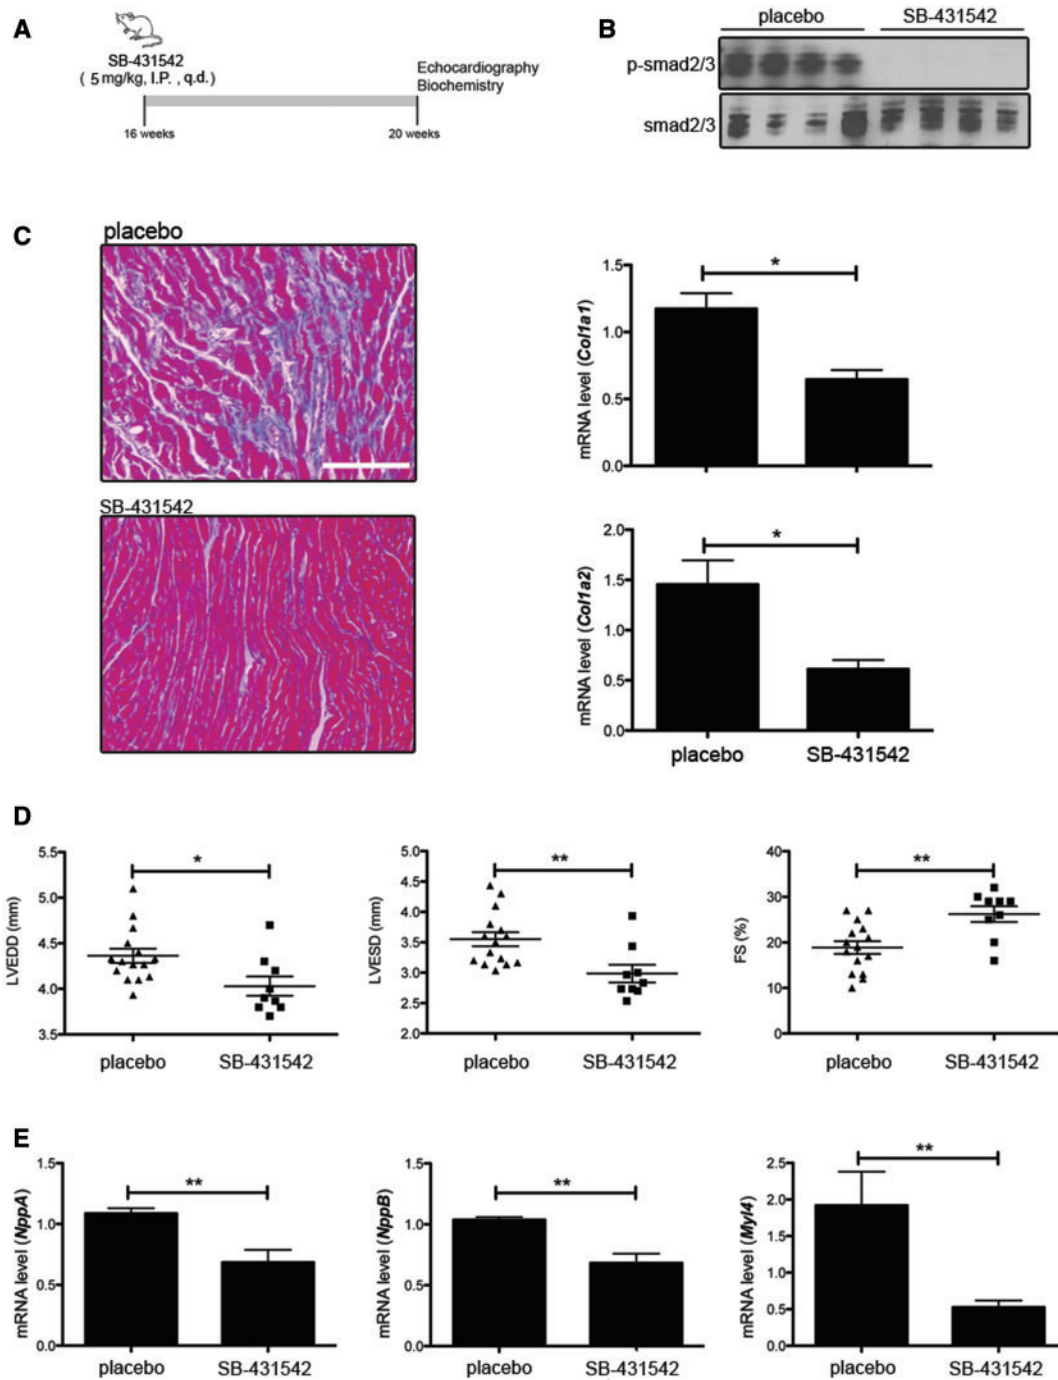 A
SB-431542
( 5 mg/kg, I.P. , q.d.)
Echocardiography
Biochemistry
16 weeks
20 weeks
B
placebo
SB-431542
p-smad2/3
smad2/3
C
placebo
SB-431542
mRNA level (Col1a1)
1.5
1.0
0.5
0.0
*
mRNA level (Col1a2)
2.0
1.5
1.0
0.5
0.0
*
placebo
SB-431542
D
LVEDD (mm)
5.5
5.0
4.5
4.0
3.5
*
placebo
SB-431542
LVESD (mm)
5.0
4.5
4.0
3.5
3.0
2.5
2.0
**
placebo
SB-431542
FS (%)
40
30
20
10
0
**
placebo
SB-431542
E
mRNA level (NppA)
1.5
1.0
0.5
0.0
**
placebo
SB-431542
mRNA level (NppB)
1.5
1.0
0.5
0.0
**
placebo
SB-431542
mRNA level (Myl4)
2.5
2.0
1.5
1.0
0.5
0.0
**
placebo
SB-431542